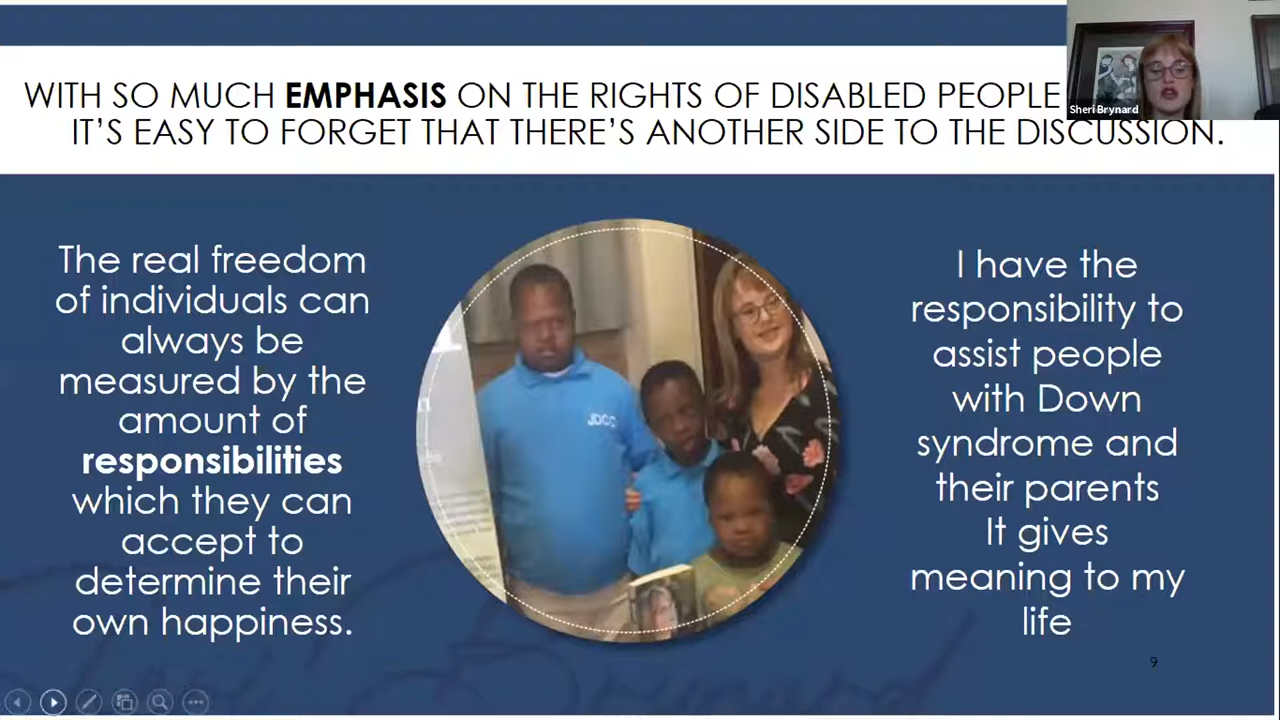 WITH SO MUCH EMPHASIS ON THE RIGHTS OF DISABLED PEOPLE
IT’S EASY TO FORGET THAT THERE’S ANOTHER SIDE TO THE DISCUSSION.
Sheri Brynard
The real freedom
of individuals can
always be
measured by the
amount of
responsibilities
which they can
accept to
determine their
own happiness.
JDCC
I have the
responsibility to
assist people
with Down
syndrome and
their parents
It gives
meaning to my
life
9